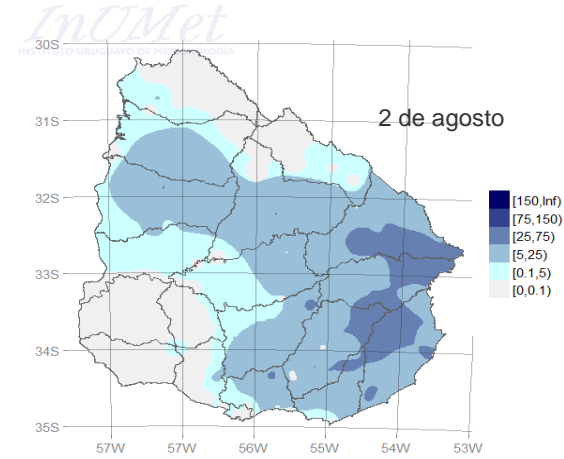 InUMet
INSTITUTO URUGUAYO DE METEOROLOGÍA
2 de agosto
30S
31S
32S
33S
34S
35S
57W
57W
56W
55W
54W
53W
[150,Inf)
[75,150)
[25,75)
[5,25)
[0.1,5)
[0,0.1)